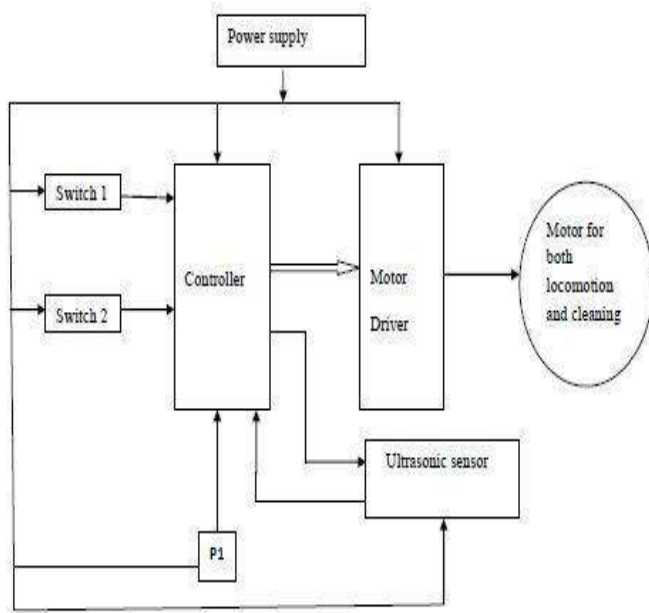 Power supply
Switch 1
Controller
Switch 2
Motor
Driver
Motor for
both
locomotion
and cleaning
Ultrasonic sensor
P1